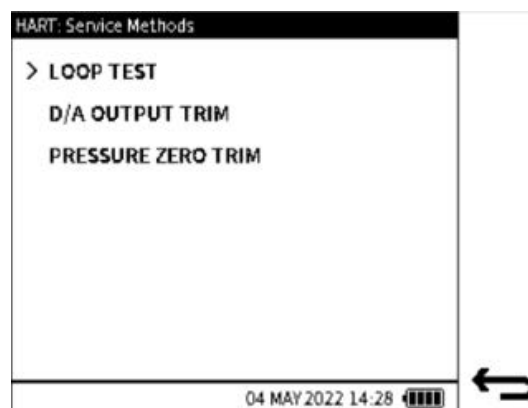 HART: Service Methods
> LOOP TEST
D/A OUTPUT TRIM
PRESSURE ZERO TRIM
04 MAY 2022 14:28